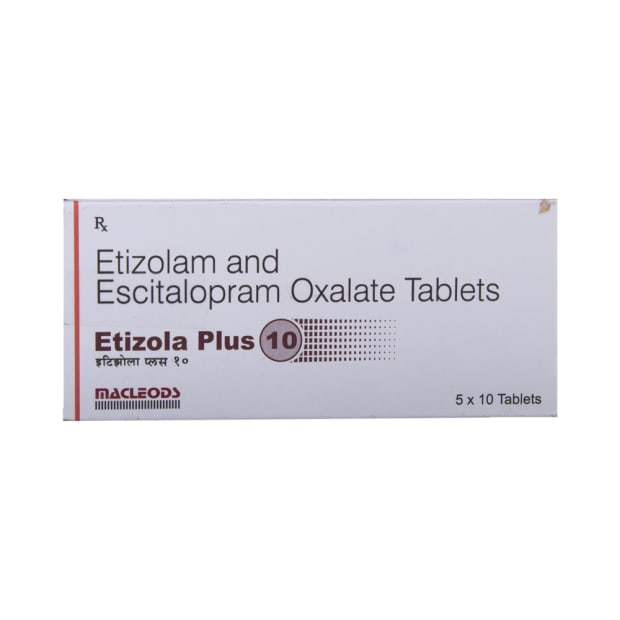 Rx
Etizolam and
Escitalopram Oxalate Tablets
Etizola Plus 10
इटिझोला प्लस १०
MACLEODS
5 x 10 Tablets